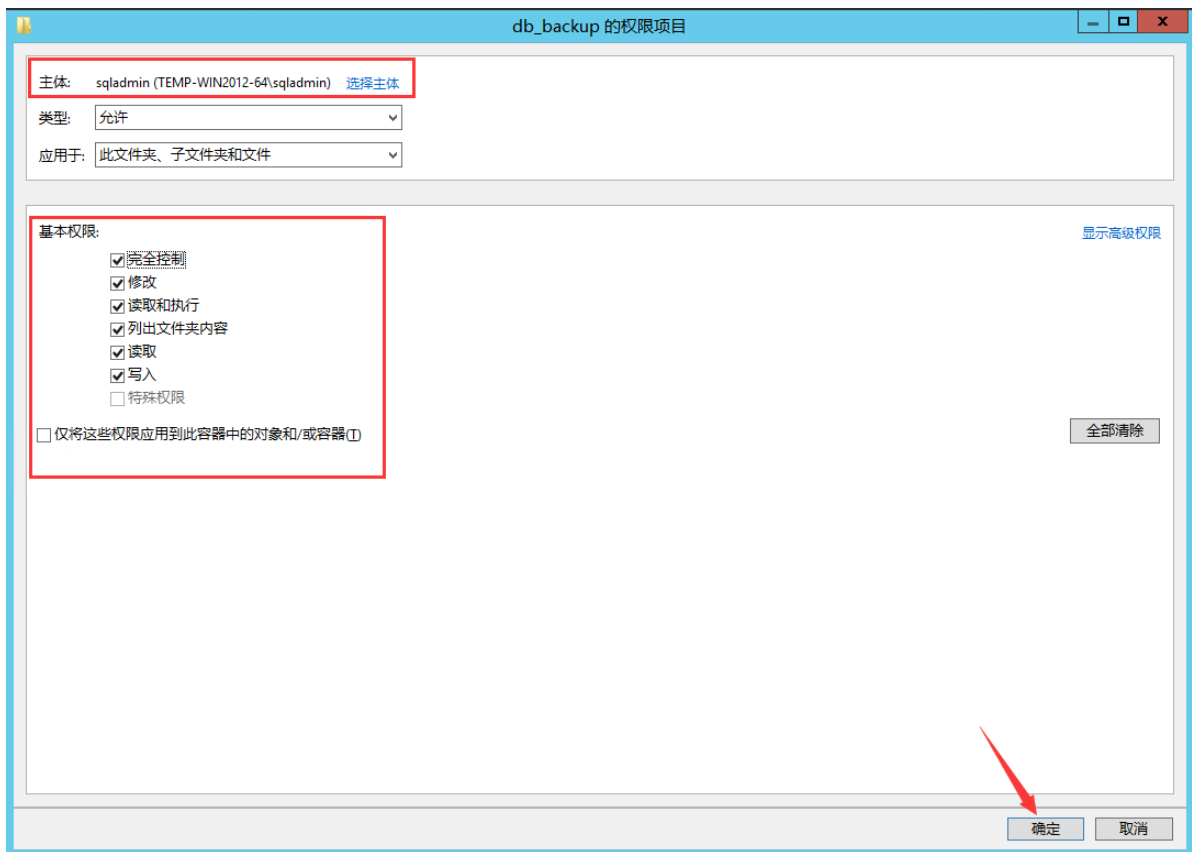 db_backup 的权限项目
主体: sqladmin (TEMP-WIN2012-64\sqladmin) 选择主体
类型: 允许
应用于: 此文件夹、子文件夹和文件
基本权限:
显示高级权限
完全控制
修改
读取和执行
列出文件夹内容
读取
写入
特殊权限
仅将这些权限应用到此容器中的对象和/或容器(T)
全部清除
确定
取消